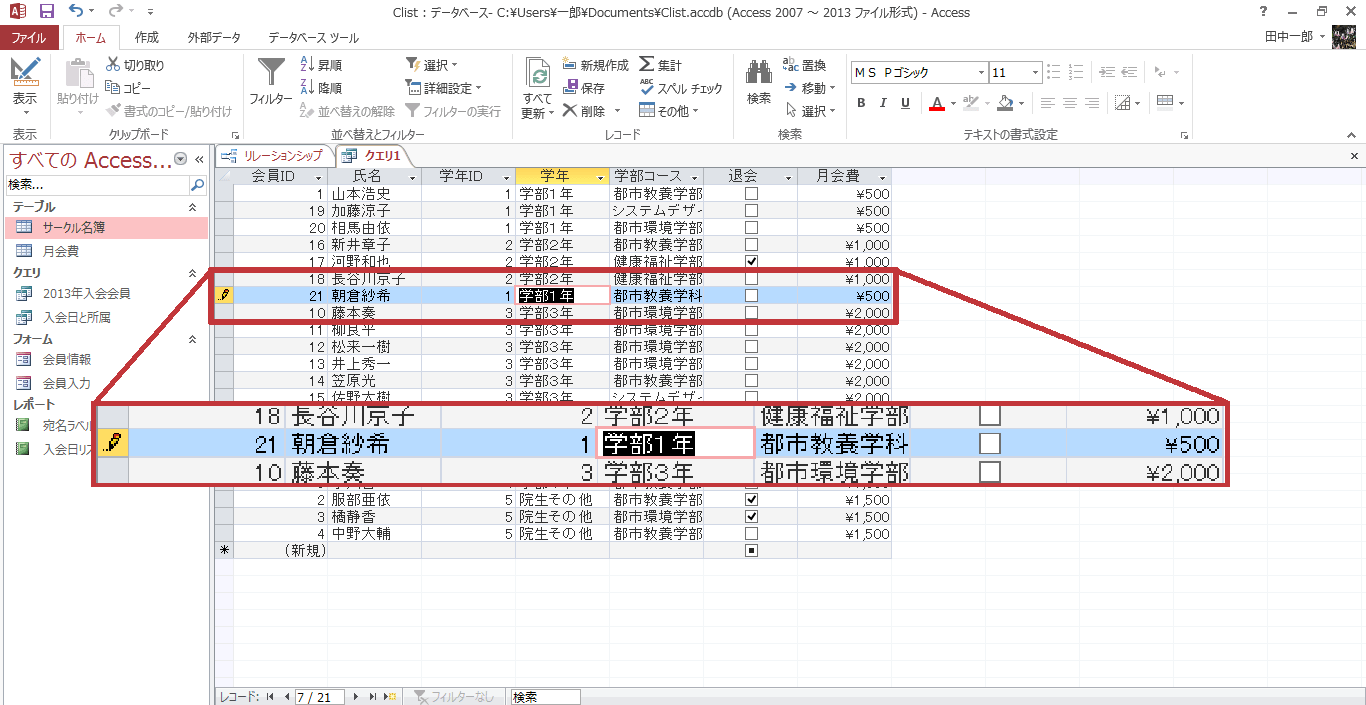 Clist : データベース- C:¥Users¥一郎¥Documents¥Clist.accdb (Access 2007 ～ 2013 ファイル形式) - Access
ファイル ホーム 作成 外部データ データベース ツール 田中一郎
表示 貼り付け 切り取り コピー 書式のコピー/貼り付け
フィルター 昇順 降順 並べ替えの解除 選択 詳細設定 フィルターの実行
すべて更新 新規作成 保存 削除 集計 スペル チェック その他
検索 置換 移動 選択
ＭＳ Ｐゴシック 11
B I U A
表示 クリップボード 並べ替えとフィルター レコード 検索 テキストの書式設定
すべての Access... «
検索...
テーブル
サークル名簿
月会費
クエリ
2013年入会会員
入会日と所属
フォーム
会員情報
会員入力
レポート
宛名ラベル
入会日リ
リレーションシップ クエリ1
会員ID 氏名 学年ID 学年 学部コース 退会 月会費
1 山本浩史 1 学部1年 都市教養学部 ¥500
19 加藤涼子 1 学部1年 システムデザ ¥500
20 相馬由依 1 学部1年 都市環境学部 ¥500
16 新井章子 2 学部2年 都市教養学部 ¥1,000
17 河野和也 2 学部2年 健康福祉学部 ¥1,000
18 長谷川京子 2 学部2年 健康福祉学部 ¥1,000
21 朝倉紗希 1 学部1年 都市教養学科 ¥500
10 藤本奏 3 学部3年 都市環境学部 ¥2,000
11 柳良平 3 学部3年 都市環境学部 ¥2,000
12 松来一樹 3 学部3年 都市環境学部 ¥2,000
13 井上秀一 3 学部3年 都市環境学部 ¥2,000
14 笠原光 3 学部3年 都市教養学部 ¥2,000
15 佐野大樹 3 学部3年 システムデザ ¥2,000
18 長谷川京子 2 学部2年 健康福祉学部 ¥1,000
21 朝倉紗希 1 学部1年 都市教養学科 ¥500
10 藤本奏 3 学部3年 都市環境学部 ¥2,000
2 服部亜依 5 院生その他 都市教養学部 ¥1,500
3 橘静香 5 院生その他 都市環境学部 ¥1,500
4 中野大輔 5 院生その他 都市教養学部 ¥1,500
(新規)
レコード: 7 / 21 フィルターなし 検索